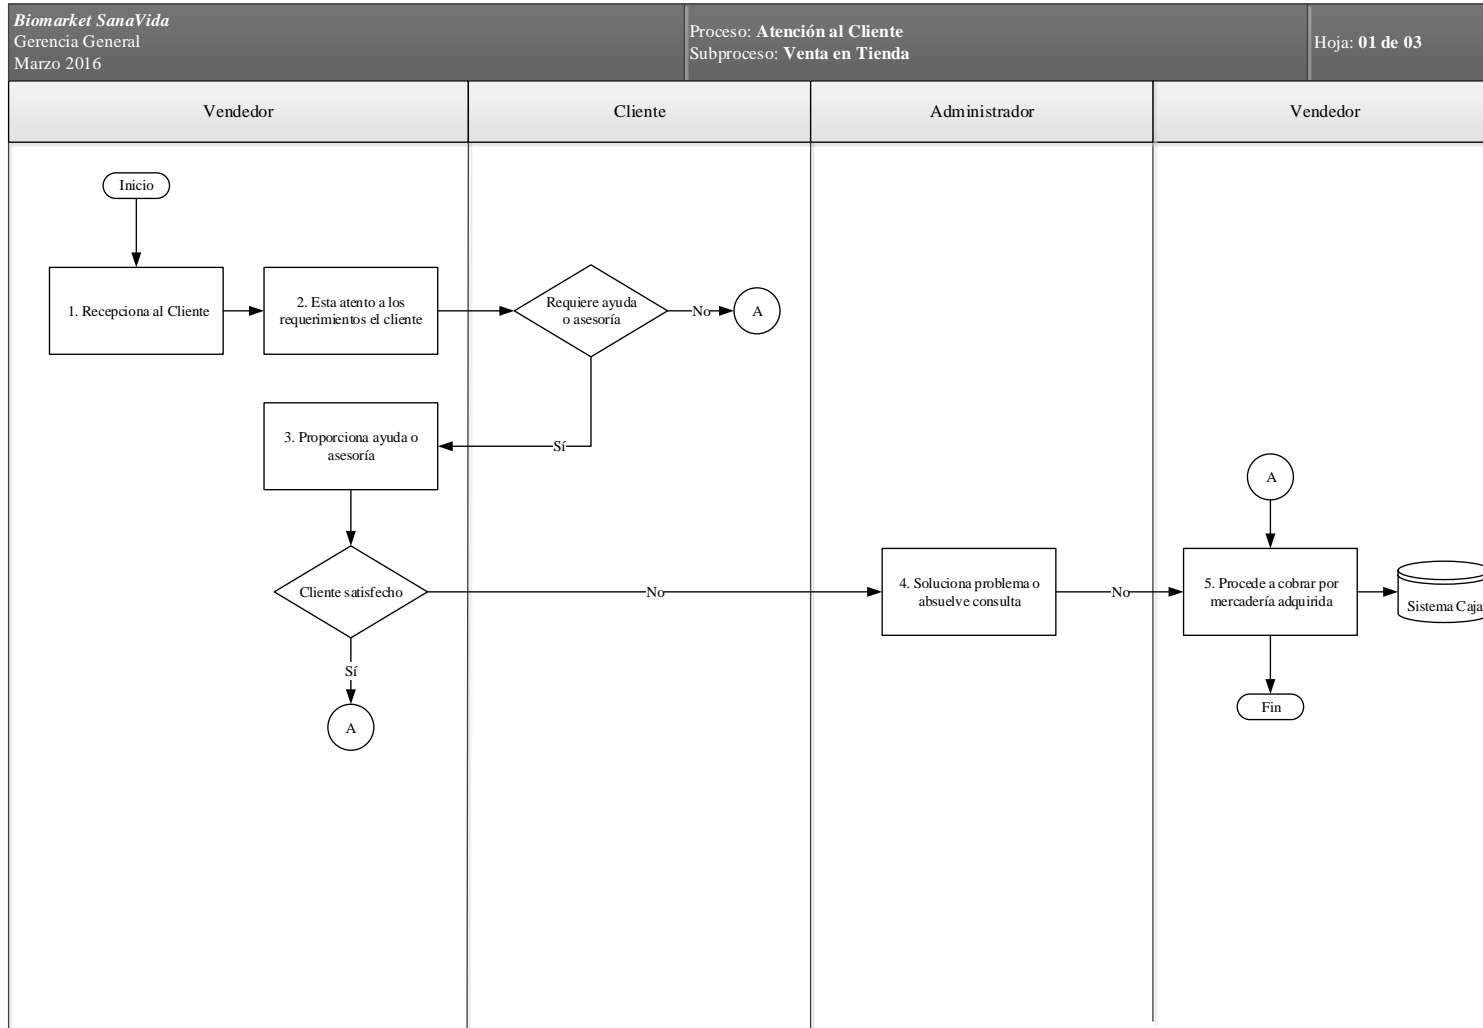 Biomarket SanaVida
Gerencia General
Marzo 2016
Proceso: Atención al Cliente
Subproceso: Venta en Tienda
Hoja: 01 de 03
Vendedor
Cliente
Administrador
Vendedor
Inicio
1. Recepciona al Cliente
2. Esta atento a los
requerimientos el cliente
Requiere ayuda
o asesoría
No
A
3. Proporciona ayuda o
asesoría
Sí
A
Cliente satisfecho
No
4. Soluciona problema o
absuelve consulta
No
5. Procede a cobrar por
mercadería adquirida
Sistema Caja
Sí
A
Fin